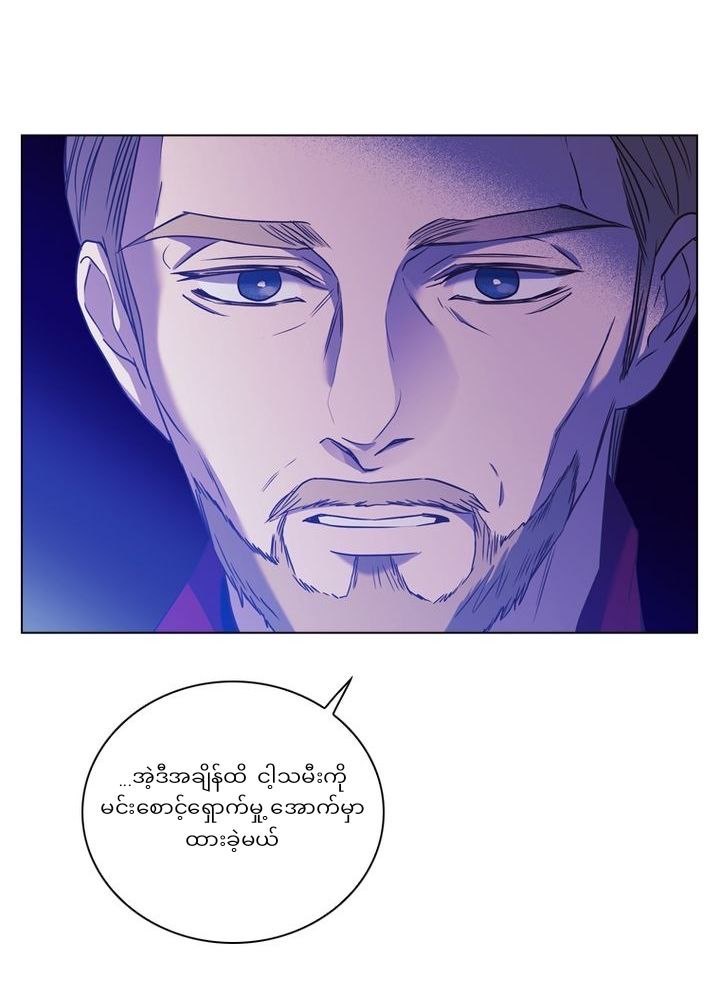 ...အဲ့ဒီအချိန်ထိ ငါ့သမီးကို
မင်းစောင့်ရှောက်မှု့အောက်မှာ
ထားခဲ့မယ်